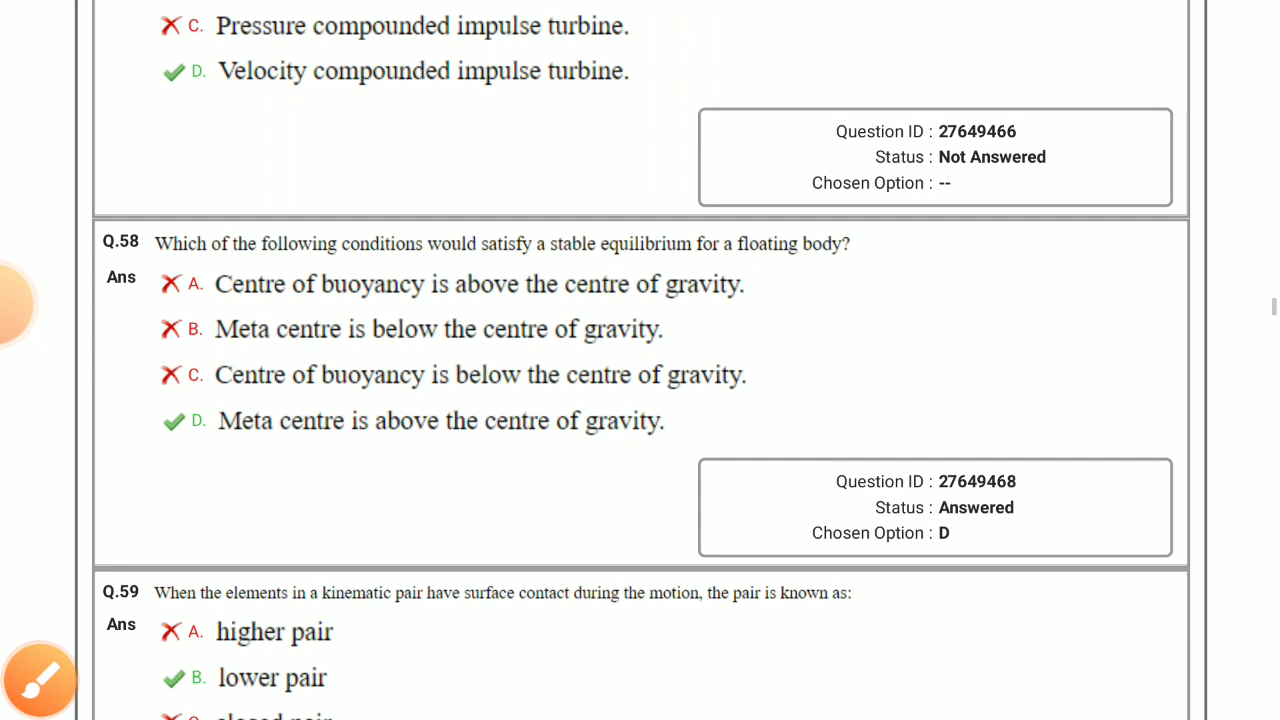 C. Pressure compounded impulse turbine.
D. Velocity compounded impulse turbine.
Question ID : 27649466
Status : Not Answered
Chosen Option : --
Q.58 Which of the following conditions would satisfy a stable equilibrium for a floating body?
Ans A. Centre of buoyancy is above the centre of gravity.
B. Meta centre is below the centre of gravity.
C. Centre of buoyancy is below the centre of gravity.
D. Meta centre is above the centre of gravity.
Question ID : 27649468
Status : Answered
Chosen Option : D
Q.59 When the elements in a kinematic pair have surface contact during the motion, the pair is known as:
Ans A. higher pair
B. lower pair